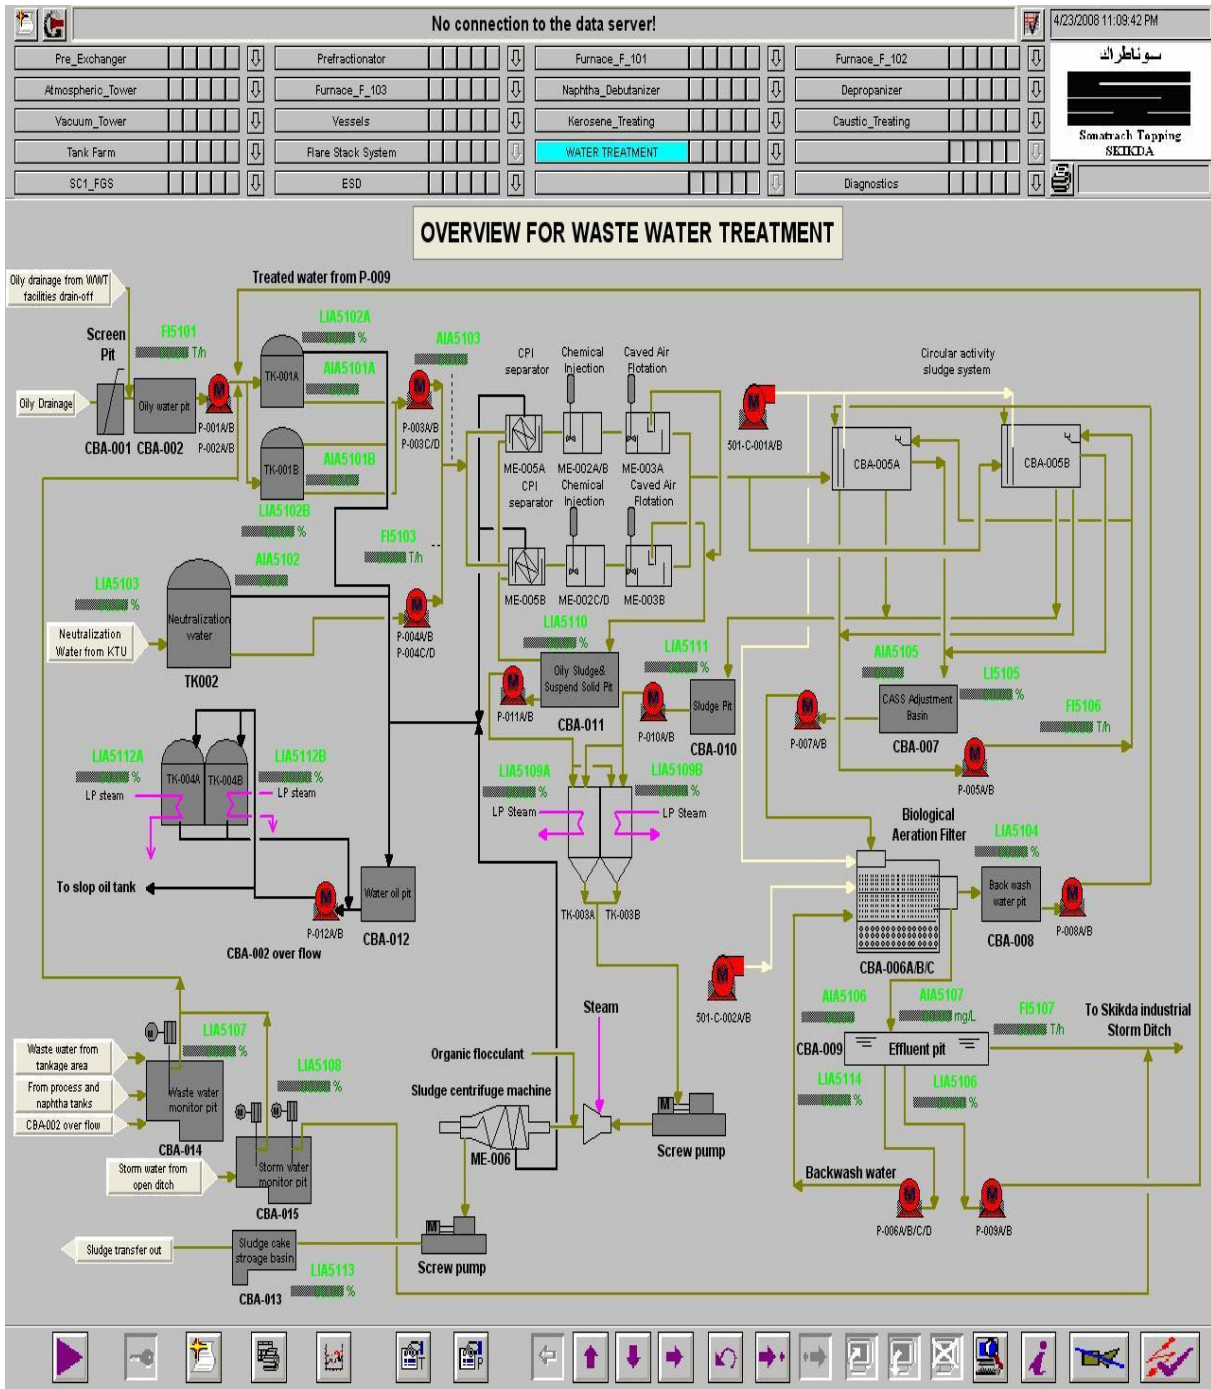 No connection to the data server!
4/23/2008 11:09:42 PM
Pre_Exchanger
Prefractionator
Furnace_F_101
Furnace_F_102
Atmospheric_Tower
Furnace_F_103
Naphtha_Debutanizer
Depropanizer
Vacuum_Tower
Vessels
Kerosene_Treating
Caustic_Treating
Tank Farm
Flare Stack System
WATER TREATMENT
SC1_FGS
ESD
Diagnostics
سوناطراك
Sonatrach Topping
SKIKDA
OVERVIEW FOR WASTE WATER TREATMENT
Oily drainage from WWT
facilities drain-off
Treated water from P-009
Screen
Pit
FI5101
T/h
LIA5102A
%
AIA5101A
TK-001A
AIA5103
Oily Drainage
Oily water pit
CBA-001
CBA-002
P-001A/B
P-002A/B
P-003A/B
P-003C/D
TK-001B
AIA5101B
LIA5102B
%
CPI
separator
Chemical
Injection
Caved Air
Flotation
ME-005A
ME-002A/B
ME-003A
CPI
separator
Chemical
Injection
Caved Air
Flotation
ME-005B
ME-002C/D
ME-003B
501-C-001A/B
Circular activity
sludge system
CBA-005A
CBA-005B
FI5103
T/h
AIA5102
LIA5103
%
Neutralization
Water from KTU
Neutralization
water
TK002
P-004A/B
P-004C/D
LIA5110
%
Oily Sludge&
Suspend Solid Pit
CBA-011
P-011A/B
LIA5111
%
Sludge Pit
CBA-010
P-010A/B
AIA5105
LI5105
%
CASS Adjustment
Basin
CBA-007
P-007A/B
FI5106
T/h
P-005A/B
LIA5112A
%
LP steam
TK-004A
TK-004B
LIA5112B
%
LP steam
LIA5109A
%
LP Steam
LIA5109B
%
LP Steam
TK-003A
TK-003B
To slop oil tank
P-012A/B
Water oil pit
CBA-012
CBA-002 over flow
Biological
Aeration Filter
CBA-006A/B/C
LIA5104
%
Back wash
water pit
CBA-008
P-008A/B
501-C-002A/B
AIA5106
AIA5107
mg/L
FI5107
T/h
To Skikda industrial
Storm Ditch
CBA-009
Effluent pit
LIA5114
%
LIA5106
%
Backwash water
P-006A/B/C/D
P-009A/B
Waste water from
tankage area
From process and
naphtha tanks
CBA-002 over flow
LIA5107
%
Waste water
monitor pit
CBA-014
LIA5108
%
Storm water from
open ditch
Storm water
monitor pit
CBA-015
Steam
Organic flocculant
Sludge centrifuge machine
ME-006
Screw pump
Screw pump
Sludge transfer out
Sludge cake
stroage basin
CBA-013
LIA5113
%